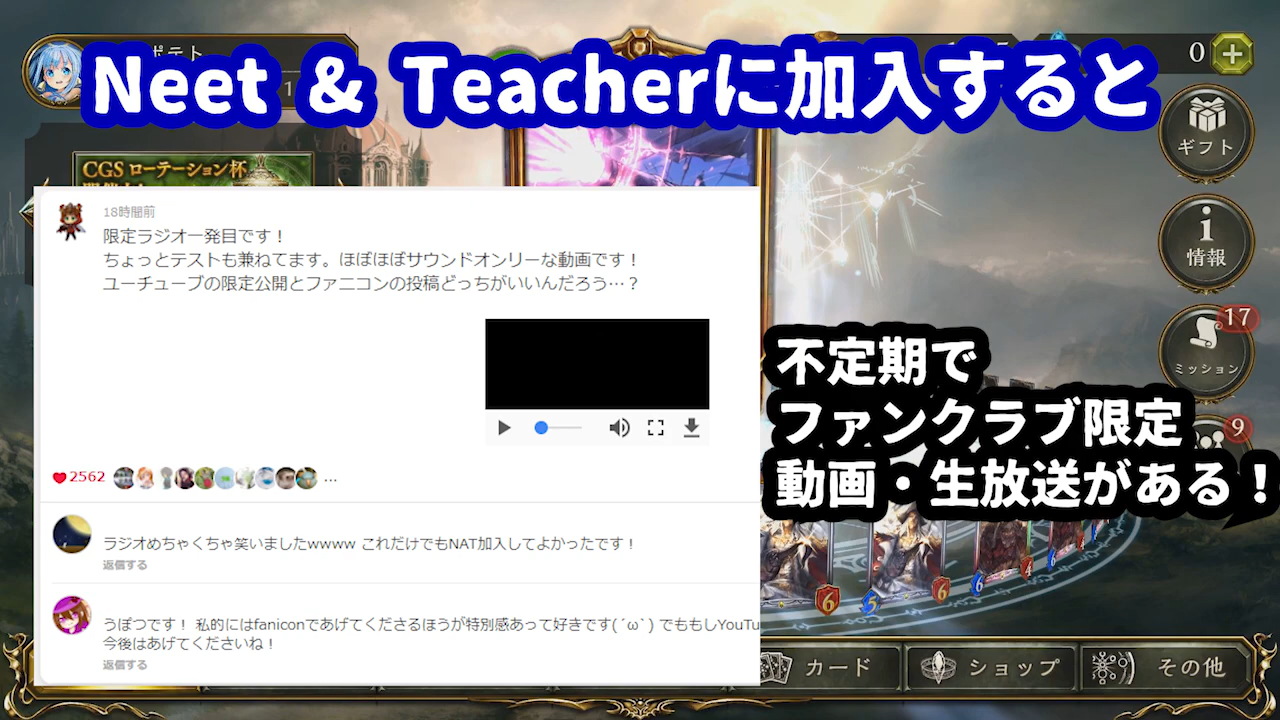 ポテト
Neet & Teacherに加入すると
0
ギフト
CGS ローテーション杯
情報
18時間前
限定ラジオ一発目です！
ちょっとテストも兼ねてます。ほぼほぼサウンドオンリーな動画です！
ユーチューブの限定公開とファニコンの投稿どっちがいいんだろう…？
17
ミッション
不定期で
ファンクラブ限定
動画・生放送がある！
9
2562
...
ラジオめちゃくちゃ笑いましたwwww これだけでもNAT加入してよかったです！
返信する
うぽつです！ 私的にはfaniconであげてくださるほうが特別感あって好きです(´ω`) でももしYouTu
今後はあげてくださいね！
返信する
6
5
6
6
4
6
カード
ショップ
その他